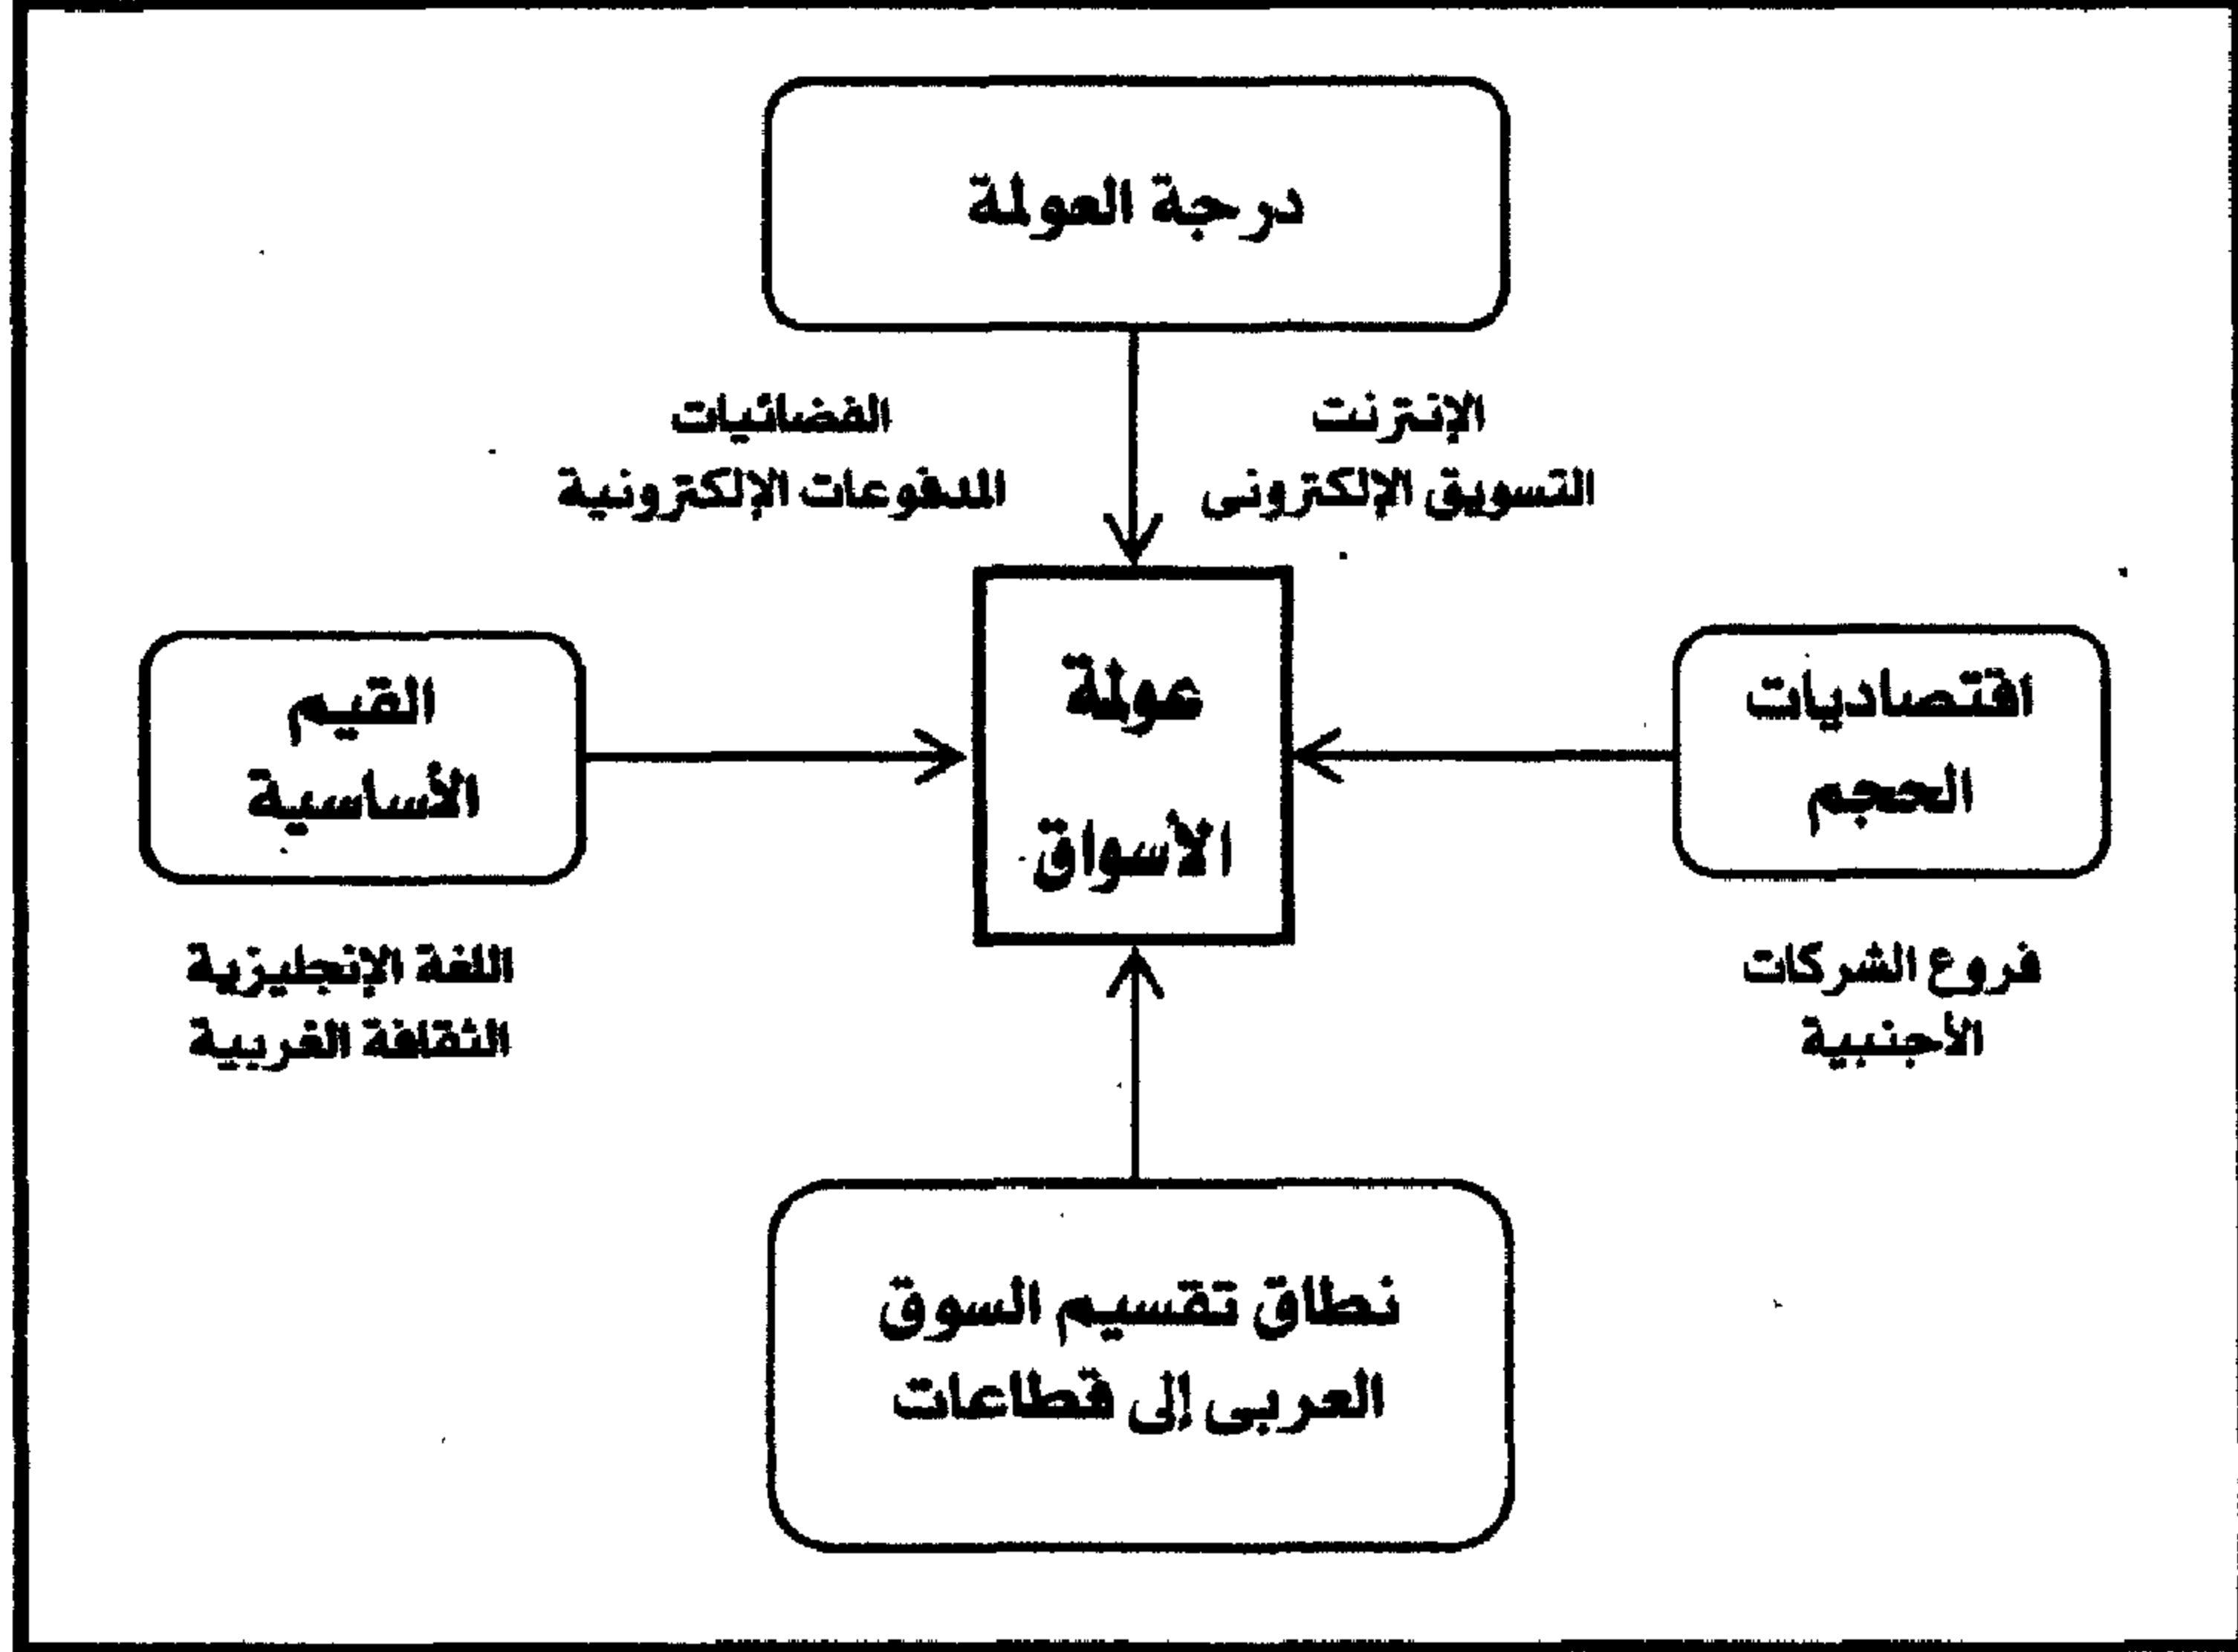 درجة العولمة
الإنترنت
التسويق الإلكترونى
الفضائيات
المدفوعات الإلكترونية
اقتصاديات
الحجم
فروع الشركات
الأجنبية
عولمة
الأسواق
القيم
الأساسية
اللغة الإنجليزية
الثقافة الغربية
نطاق تقسيم السوق
العربى إلى قطاعات